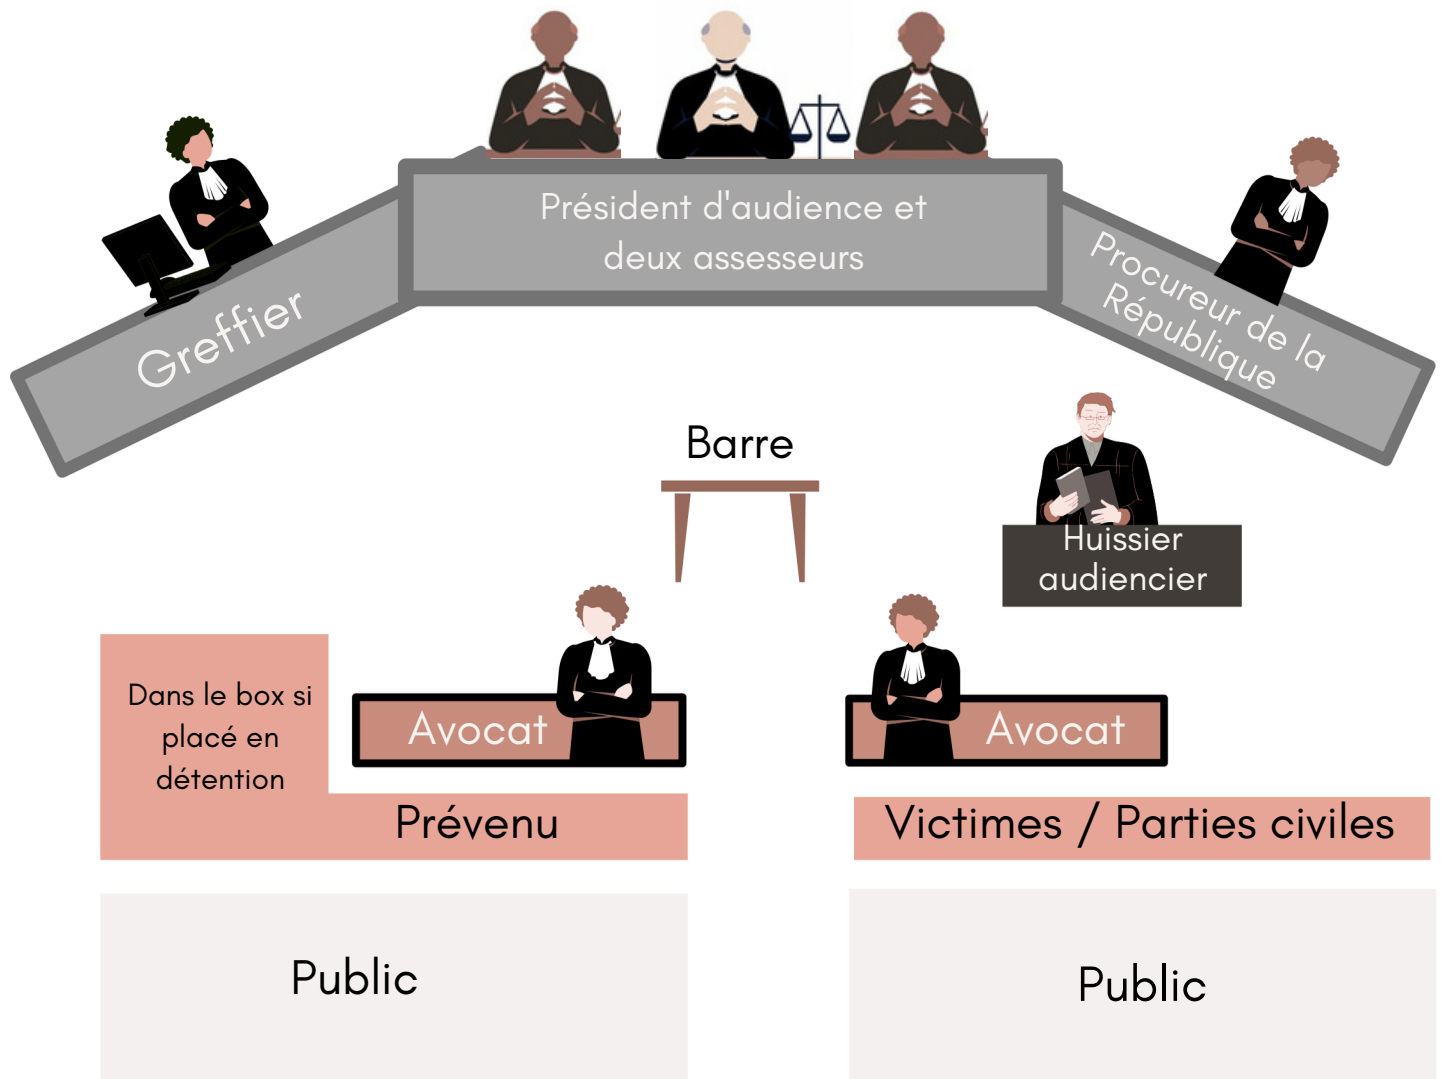 Président d'audience et
deux assesseurs
Greffier
Procureur de la
République
Barre
Huissier
audiencier
Dans le box si
placé en
détention
Avocat
Avocat
Prévenu
Victimes / Parties civiles
Public
Public